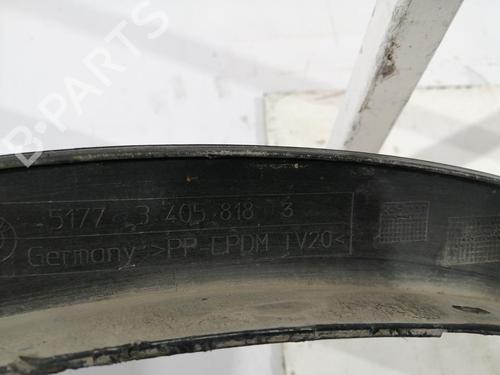 B-PARTS
5177 3 405 818 3
Germany >PP-EPDM TV20<